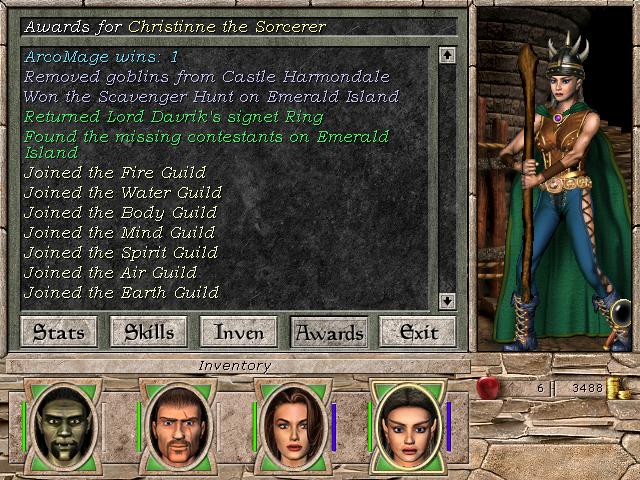 Awards for Christinne the Sorcerer
ArcoMage wins: 1
Removed goblins from Castle Harmondale
Won the Scavenger Hunt on Emerald Island
Returned Lord Davrik's signet Ring
Found the missing contestants on Emerald
Island
Joined the Fire Guild
Joined the Water Guild
Joined the Body Guild
Joined the Mind Guild
Joined the Spirit Guild
Joined the Air Guild
Joined the Earth Guild
Stats Skills Inven Awards Exit
Inventory
6 3488